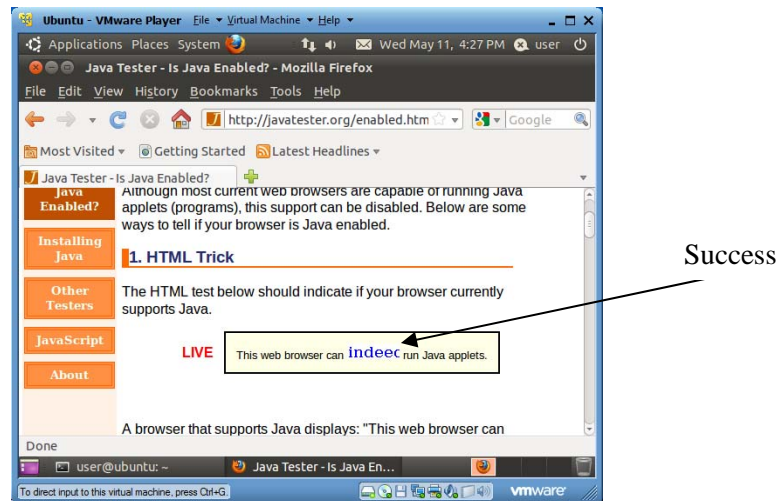 Ubuntu - VMware Player File Virtual Machine Help
Applications Places System Wed May 11, 4:27 PM user
Java Tester - Is Java Enabled? - Mozilla Firefox
File Edit View History Bookmarks Tools Help
http://javatester.org/enabled.htm Google
Most Visited Getting Started Latest Headlines
Java Tester - Is Java Enabled?
Java
Enabled?
Installing
Java
Other
Testers
JavaScript
About
Although most current web browsers are capable of running Java
applets (programs), this support can be disabled. Below are some
ways to tell if your browser is Java enabled.
1. HTML Trick
The HTML test below should indicate if your browser currently
supports Java.
LIVE This web browser can indeed run Java applets.
A browser that supports Java displays: "This web browser can
Success
Done
user@ubuntu: ~ Java Tester - Is Java En...
To direct input to this virtual machine, press Ctrl+G. vmware